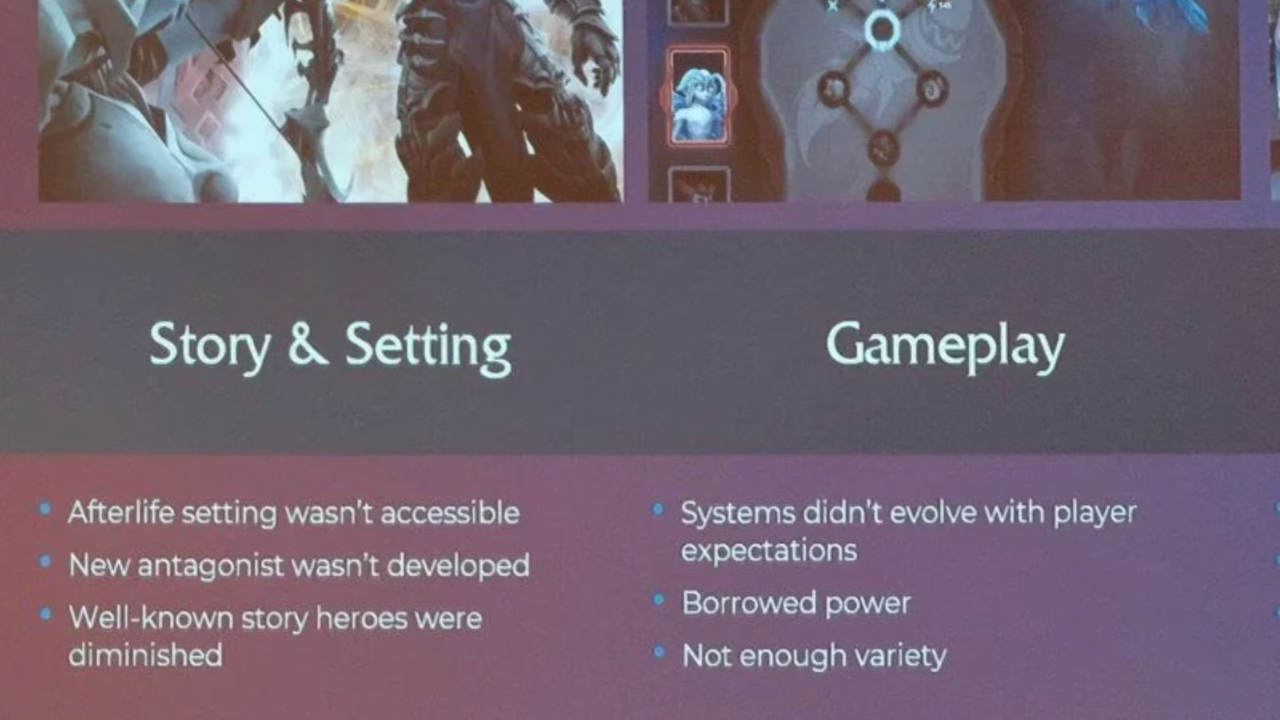 Story & Setting
Afterlife setting wasn't accessible
New antagonist wasn't developed
Well-known story heroes were
diminished
Gameplay
Systems didn't evolve with player
expectations
Borrowed power
Not enough variety